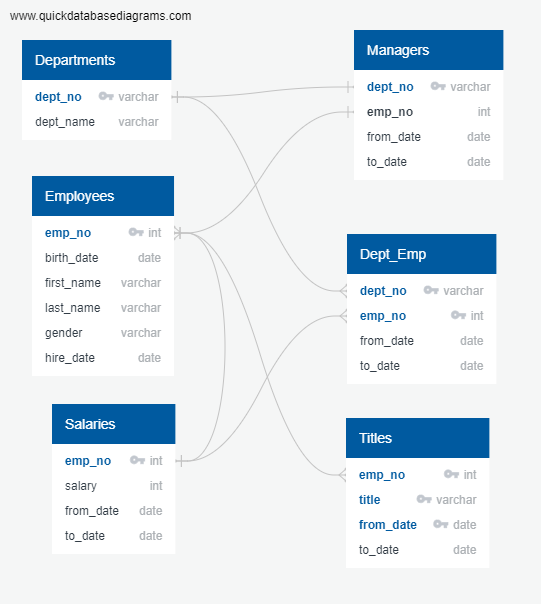 www.quickdatabasediagrams.com
Departments
dept_no varchar
dept_name varchar
Managers
dept_no varchar
emp_no int
from_date date
to_date date
Employees
emp_no int
birth_date date
first_name varchar
last_name varchar
gender varchar
hire_date date
Dept_Emp
dept_no varchar
emp_no int
from_date date
to_date date
Salaries
emp_no int
salary int
from_date date
to_date date
Titles
emp_no int
title varchar
from_date date
to_date date